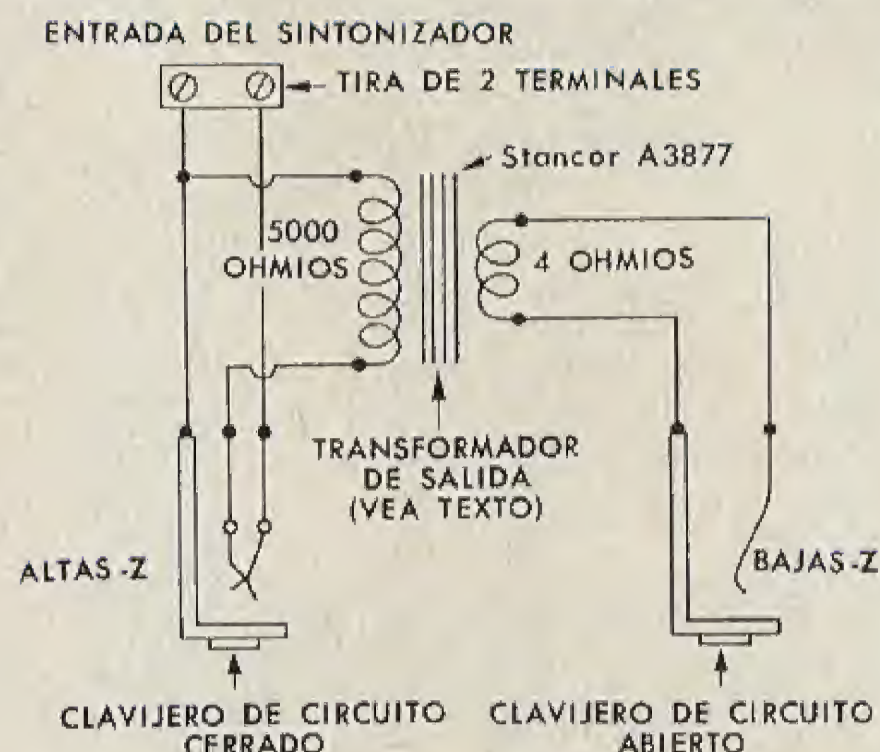 ENTRADA DEL SINTONIZADOR
TIRA DE 2 TERMINALES
Stancor A3877
5000
OHMIOS
4 OHMIOS
TRANSFORMADOR
DE SALIDA
(VEA TEXTO)
ALTAS-Z
BAJAS-Z
CLAVIJERO DE CIRCUITO
CERRADO
CLAVIJERO DE CIRCUITO
ABIERTO